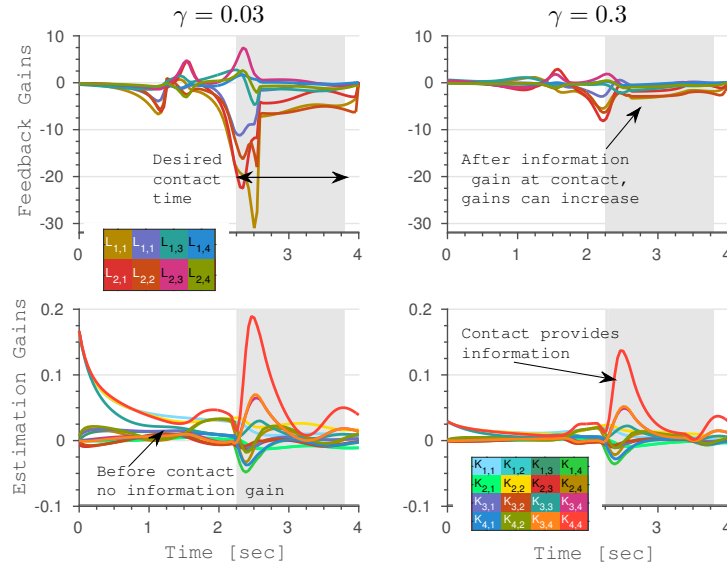 γ = 0.03
γ = 0.3
10
0
-10
-20
-30
Feedback Gains
Desired
contact
time
0
3
4
L1,1 L1,1 L1,3 L1,4
L2,1 L2,2 L2,3 L2,4
10
0
-10
-20
-30
After information
gain at contact,
gains can increase
0
1
2
3
4
0.2
0.1
0
-0.1
Estimation Gains
Before contact
no information gain
0
1
2
3
4
Time [sec]
0.2
0.1
0
-0.1
Contact provides
information
K1,1 K1,2 K1,3 K1,4
K2,1 K2,2 K2,3 K2,4
K3,1 K3,2 K3,3 K3,4
K4,1 K4,2 K3,4 K4,4
0
3
4
Time [sec]